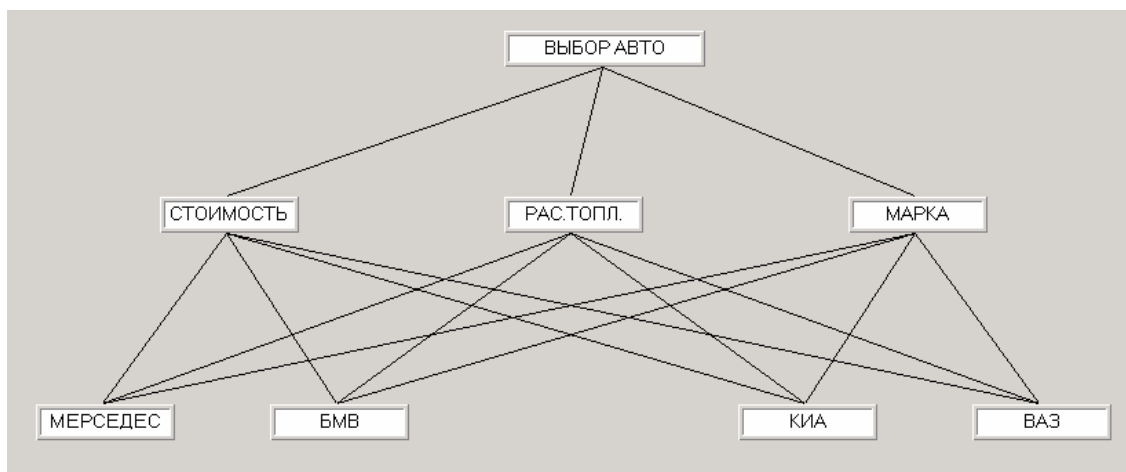 ВЫБОР АВТО
СТОИМОСТЬ
РАС.ТОПЛ.
МАРКА
МЕРСЕДЕС
БМВ
КИА
ВАЗ